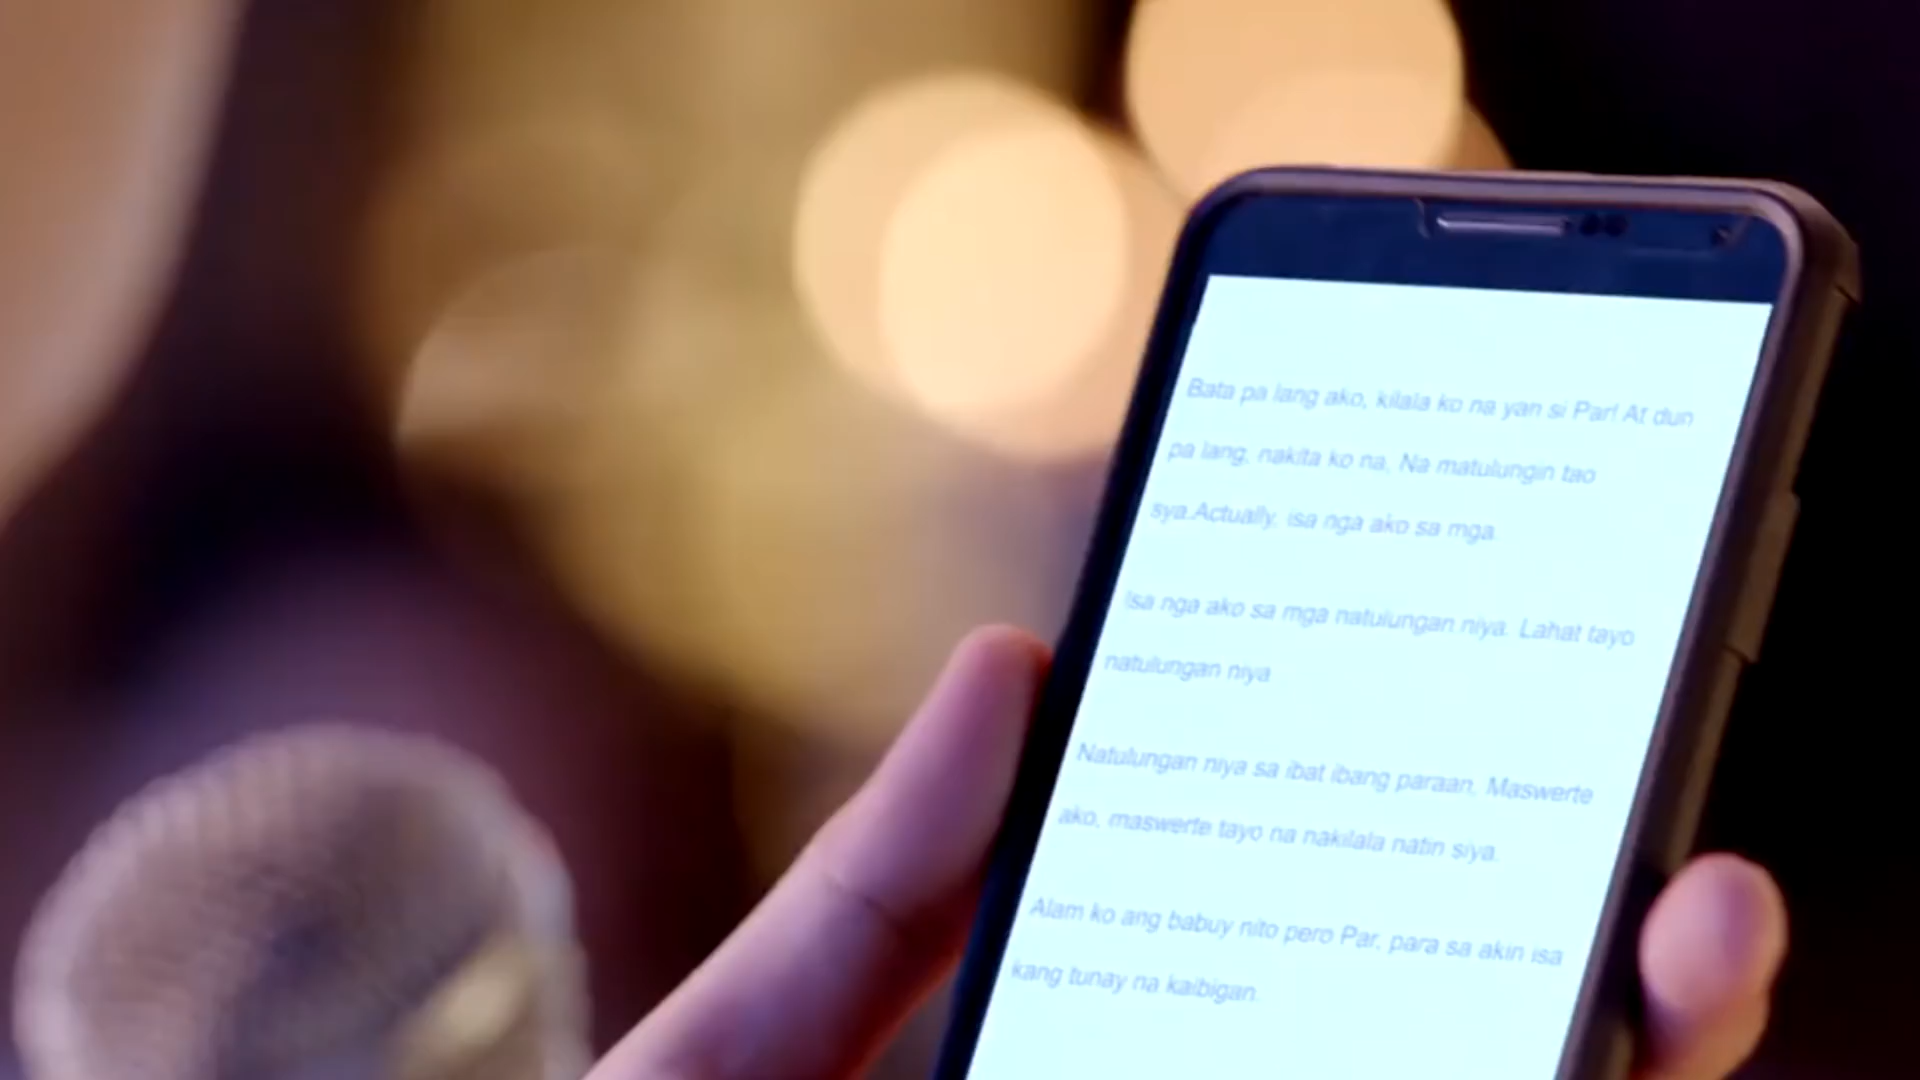 Bata pa lang ako, kilala ko na yan si Par! At dun
pa lang, nakita ko na, Na matulungin tao
sya.Actually, isa nga ako sa mga.
Isa nga ako sa mga natulungan niya. Lahat tayo
natulungan niya
Natulungan niya sa ibat ibang paraan, Maswerte
ako, maswerte tayo na nakilala natin siya.
Alam ko ang babuy nito pero Par, para sa akin isa
kang tunay na kaibigan.